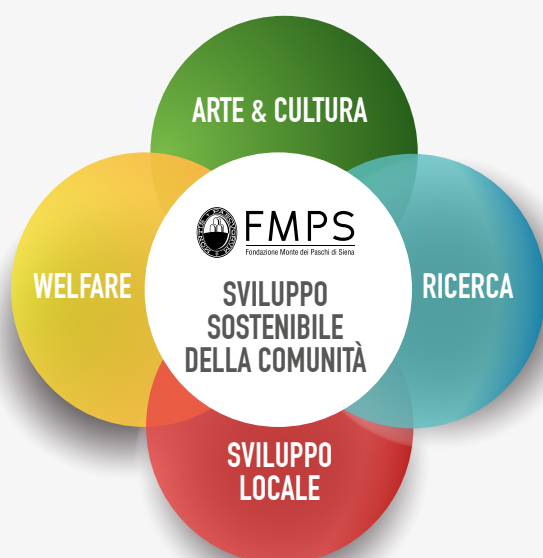 ARTE & CULTURA
FMPS
Fondazione Monte dei Paschi di Siena
WELFARE
SVILUPPO
SOSTENIBILE
DELLA COMUNITÀ
RICERCA
SVILUPPO
LOCALE